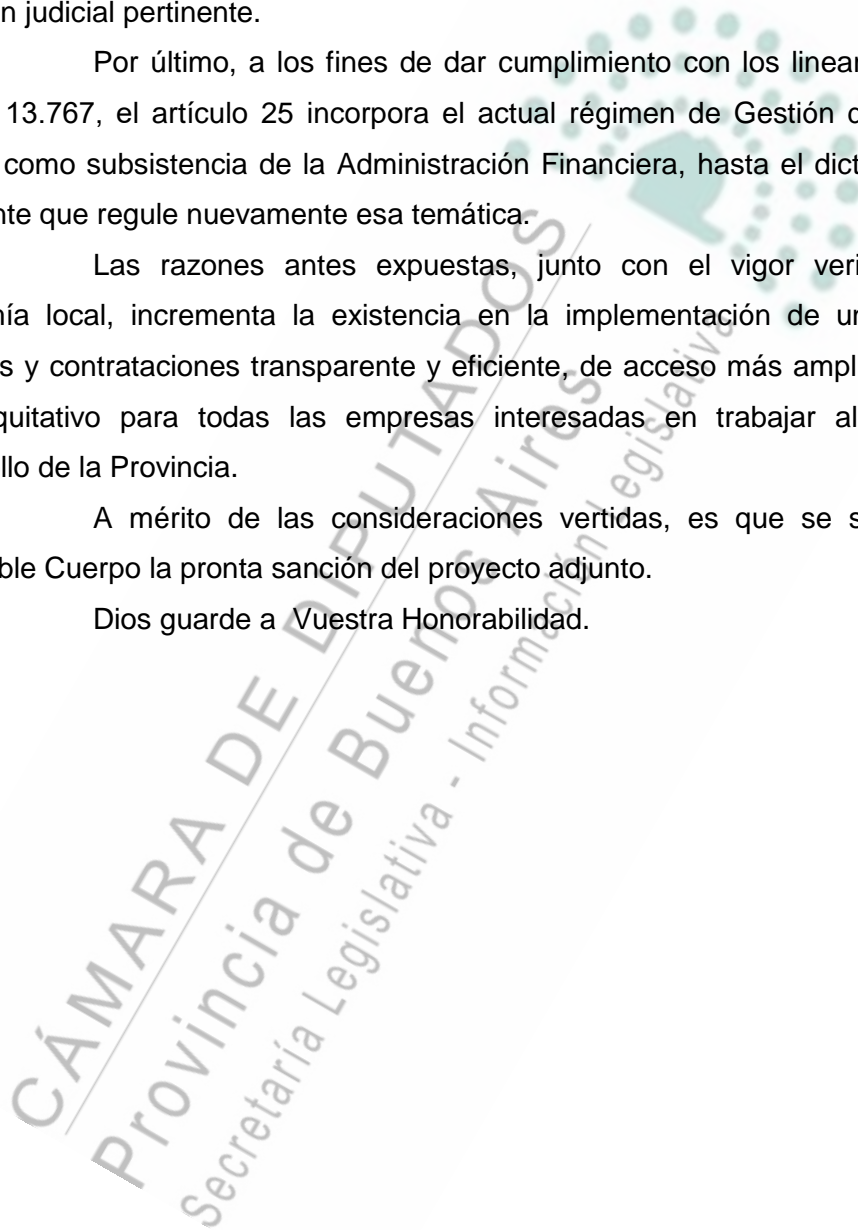 n judicial pertinente.
Por último, a los fines de dar cumplimiento con los linear
13.767, el artículo 25 incorpora el actual régimen de Gestión
como subsistencia de la Administración Financiera, hasta el dict
nte que regule nuevamente esa temática.
Las razones antes expuestas, junto con el vigor veri
nía local, incrementa la existencia en la implementación de
s y contrataciones transparente y eficiente, de acceso más ampl
quitativo para todas las empresas interesadas en trabajar al
llo de la Provincia.
A mérito de las consideraciones vertidas, es que se s
ble Cuerpo la pronta sanción del proyecto adjunto.
Dios guarde a Vuestra Honorabilidad.
CÁMARA DE DIPUTADOS
Provincia de Buenos Aires
Secretaría Legislativa - Información Legislativa